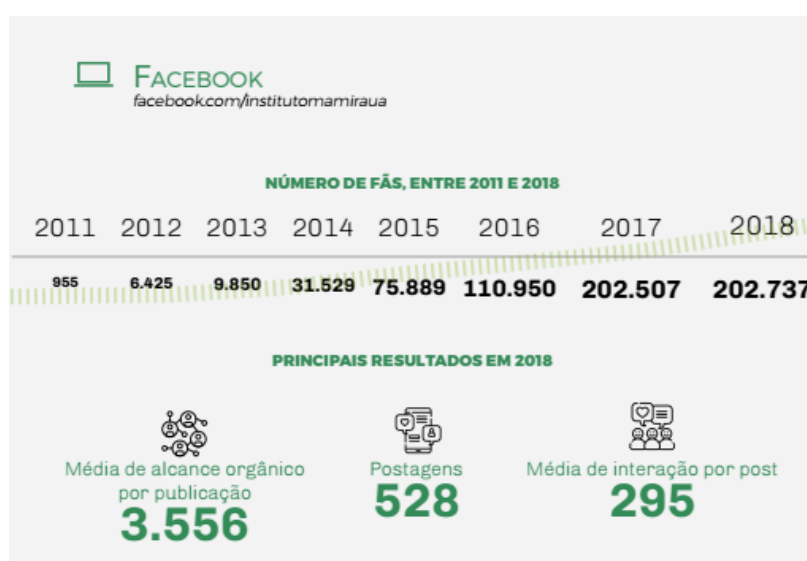 FACEBOOK
facebook.com/institutomamiraua
NÚMERO DE FÃS, ENTRE 2011 E 2018
2011 2012 2013 2014 2015 2016 2017 2018
955 6.425 9.850 31.529 75.889 110.950 202.507 202.737
PRINCIPAIS RESULTADOS EM 2018
Média de alcance orgânico
por publicação
3.556
Postagens
528
Média de interação por post
295